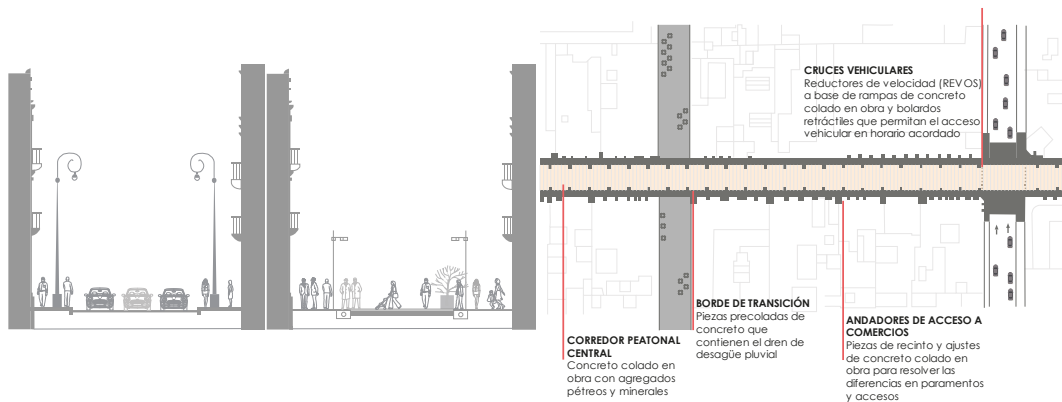 CRUCES VEHICULARES
Reductores de velocidad (REVOS)
a base de rampas de concreto
colado en obra y bolardos
retráctiles que permitan el acceso
vehicular en horario acordado
BORDE DE TRANSICIÓN
Piezas precoladas de
concreto que
contienen el dren de
desagüe pluvial
CORREDOR PEATONAL
CENTRAL
Concreto colado en
obra con agregados
pétreos y minerales
ANDADORES DE ACCESO A
COMERCIOS
Piezas de recinto y ajustes
de concreto colado en
obra para resolver las
diferencias en paramentos
y accesos